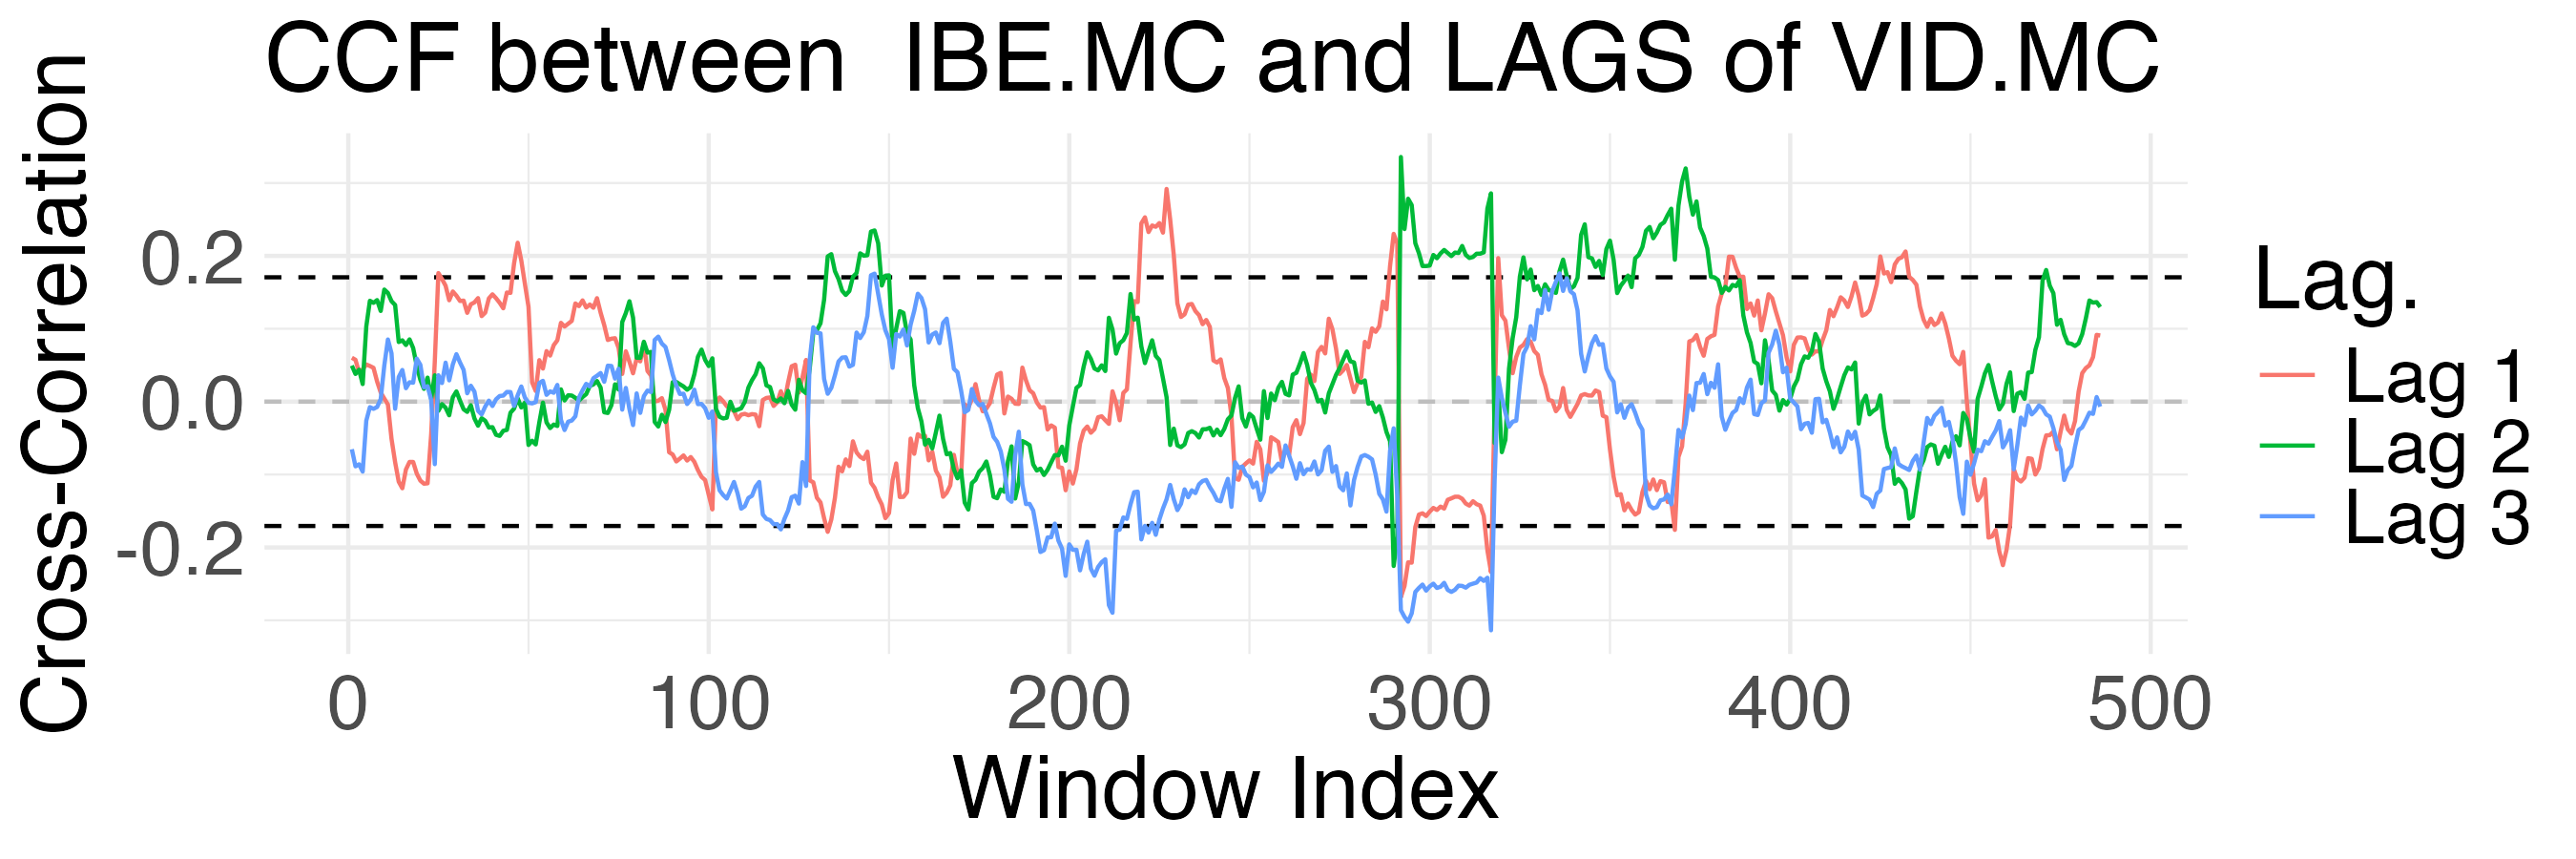 CCF between  IBE.MC and LAGS of VID.MC
Cross-Correlation
0.2
0.0
-0.2
0
100
200
300
400
500
Window Index
Lag.
Lag 1
Lag 2
Lag 3